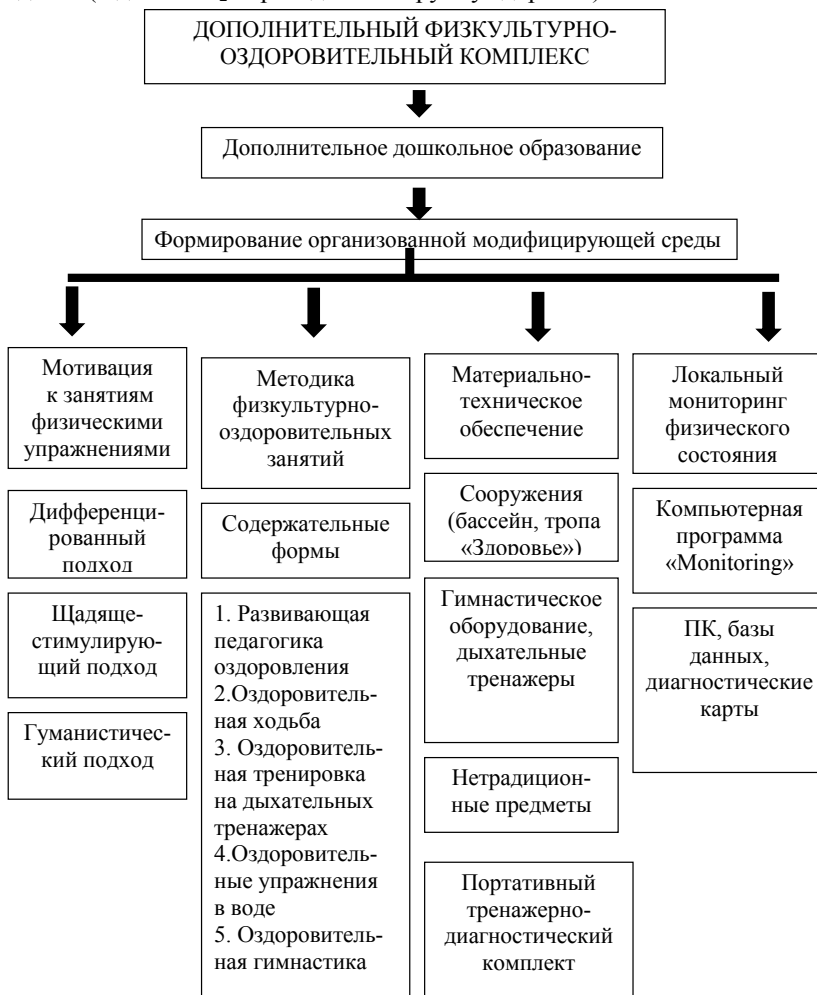 ДОПОЛНИТЕЛЬНЫЙ ФИЗКУЛЬТУРНО-
ОЗДОРОВИТЕЛЬНЫЙ КОМПЛЕКС
Дополнительное дошкольное образование
Формирование организованной модифицирующей среды
Мотивация
к занятиям
физическими
упражнениями
Дифференци-
рованный
подход
Щадяще-
стимулирую-
щий подход
Гуманистичес-
кий подход
Методика
физкультурно-
оздоровительных
занятий
Содержательные
формы
1. Развивающая
педагогика
оздоровления
2.Оздоровитель-
ная ходьба
3. Оздоровитель-
ная тренировка
на дыхательных
тренажерах
4.Оздоровитель-
ные упражнения
в воде
5. Оздоровитель-
ная гимнастика
Материально-
техническое
обеспечение
Сооружения
(бассейн, тропа
«Здоровье»)
Гимнастическое
оборудование,
дыхательные
тренажеры
Нетрадицион-
ные предметы
Портативный
тренажерно-
диагностический
комплект
Локальный
мониторинг
физического
состояния
Компьютерная
программа
«Monitoring»
ПК, базы
данных,
диагностические
карты